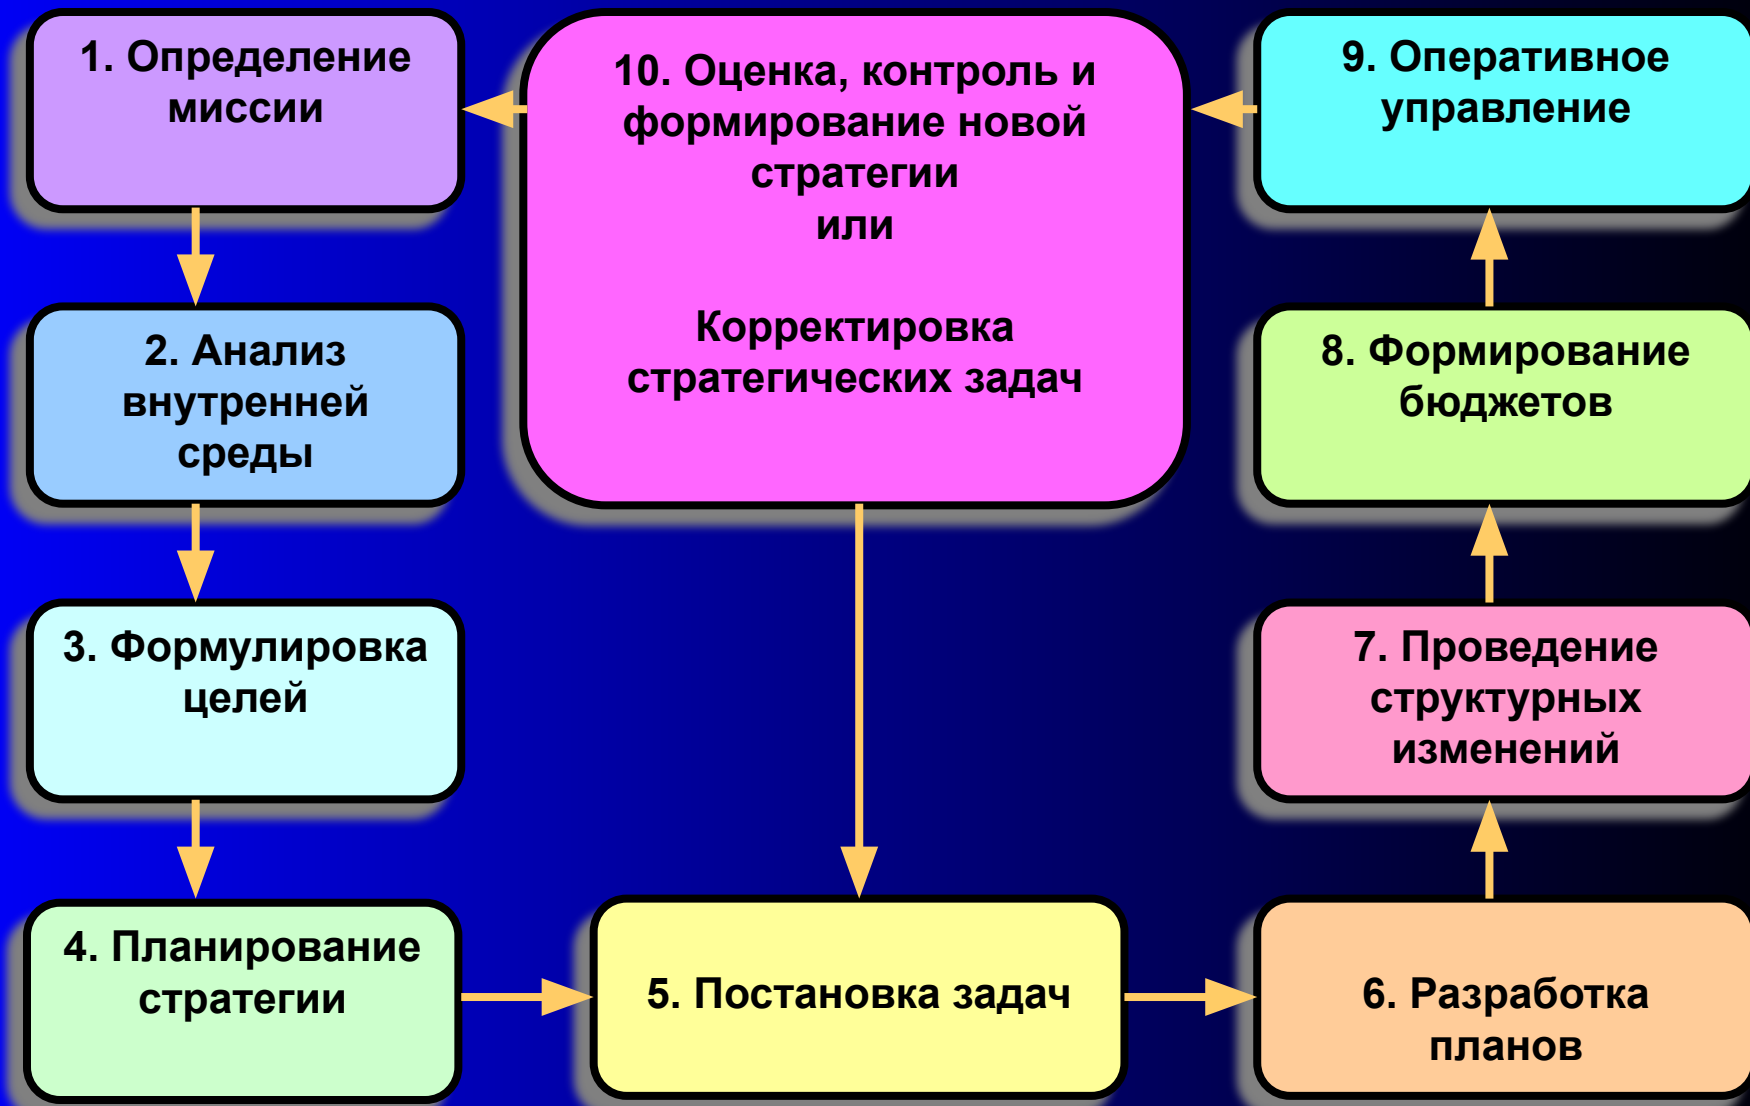 1. Определение
миссии
2. Анализ
внутренней
среды
3. Формулировка
целей
4. Планирование
стратегии
5. Постановка задач
6. Разработка
планов
7. Проведение
структурных
изменений
8. Формирование
бюджетов
9. Оперативное
управление
10. Оценка, контроль и
формирование новой
стратегии
или
Корректировка
стратегических задач